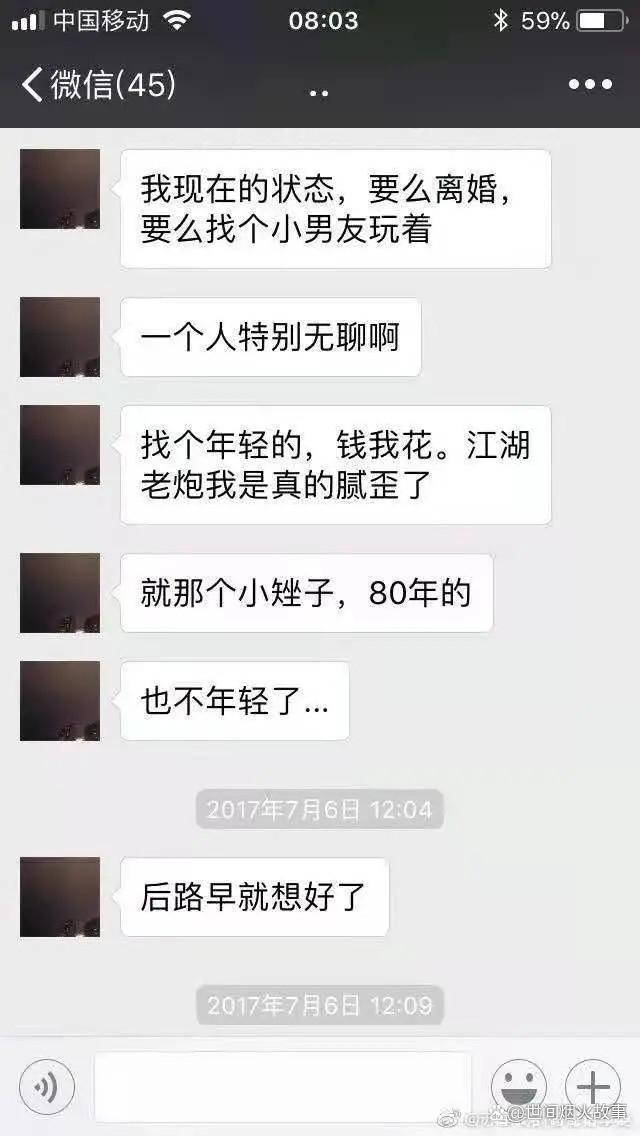 中国移动 08:03 59%
微信(45) ..
我现在的状态，要么离婚，
要么找个小男友玩着
一个人特别无聊啊
找个年轻的，钱我花。江湖
老炮我是真的腻歪了
就那个小矬子，80年的
也不年轻了...
2017年7月6日 12:04
后路早就想好了
2017年7月6日 12:09
@世间烟火故事